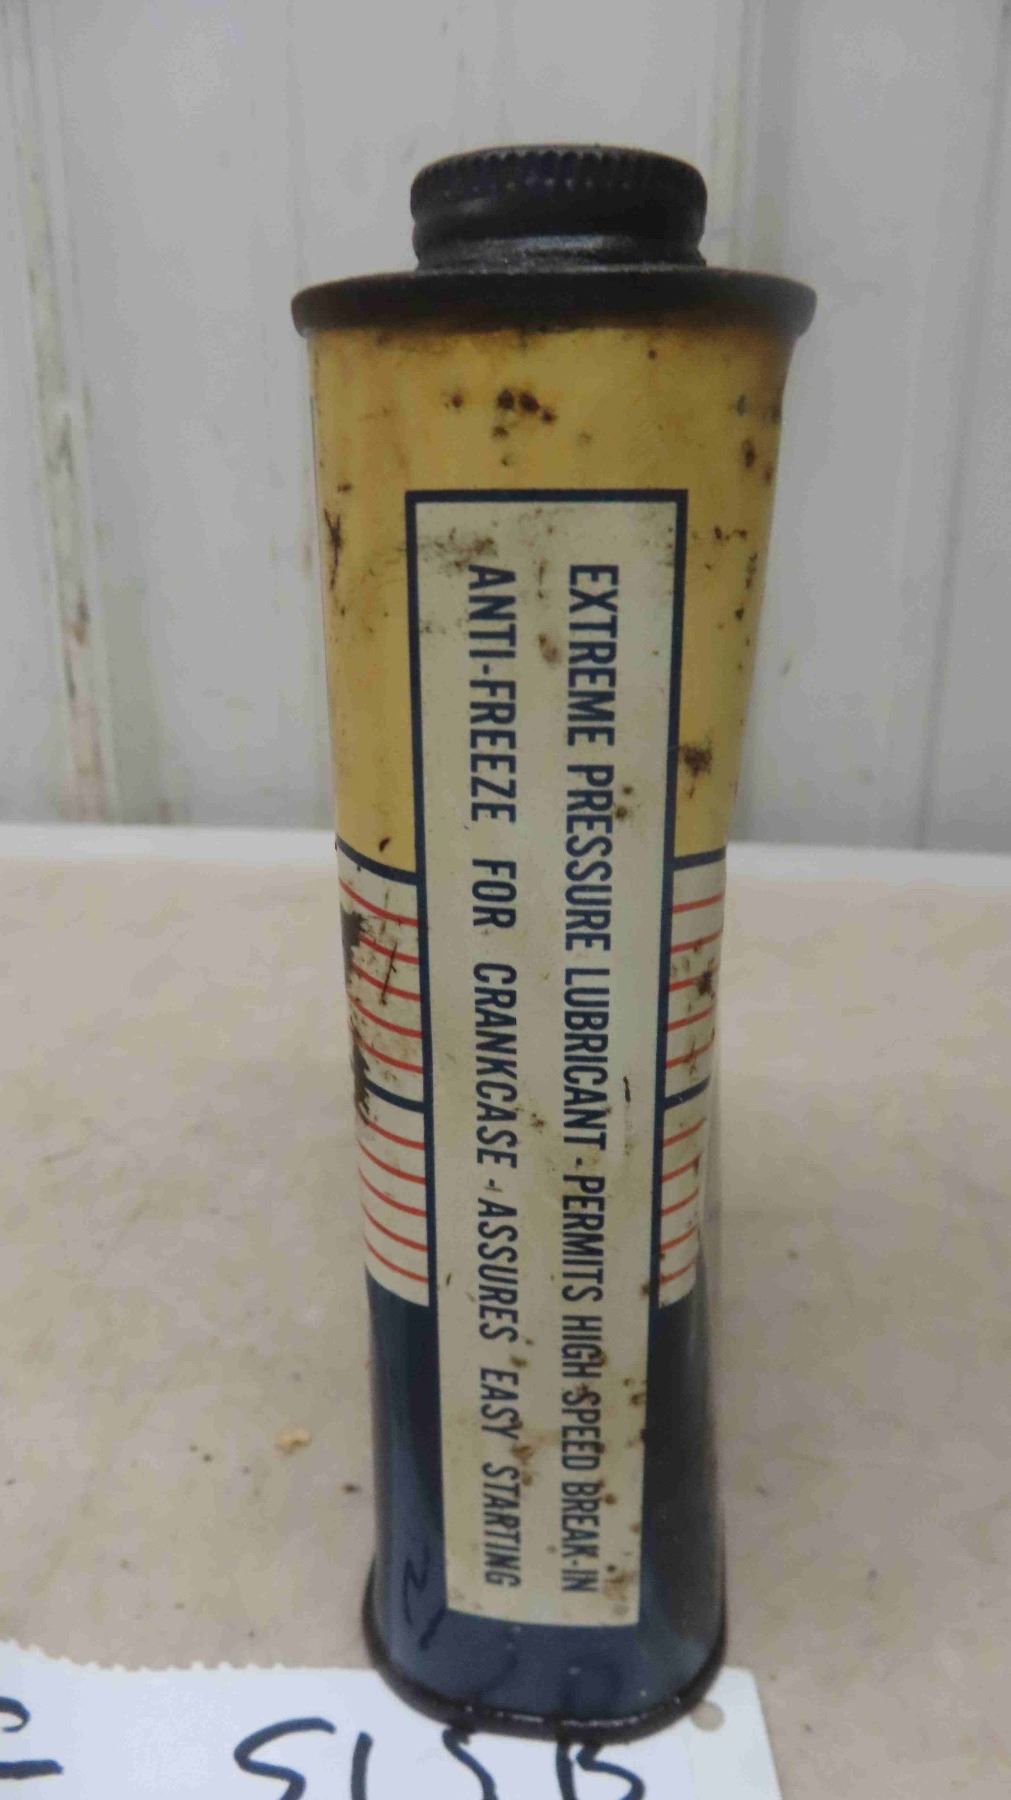 EXTREME PRESSURE LUBRICANT - PERMITS HIGH SPEED BREAK-IN
ANTI-FREEZE FOR CRANKCASE - ASSURES EASY STARTING